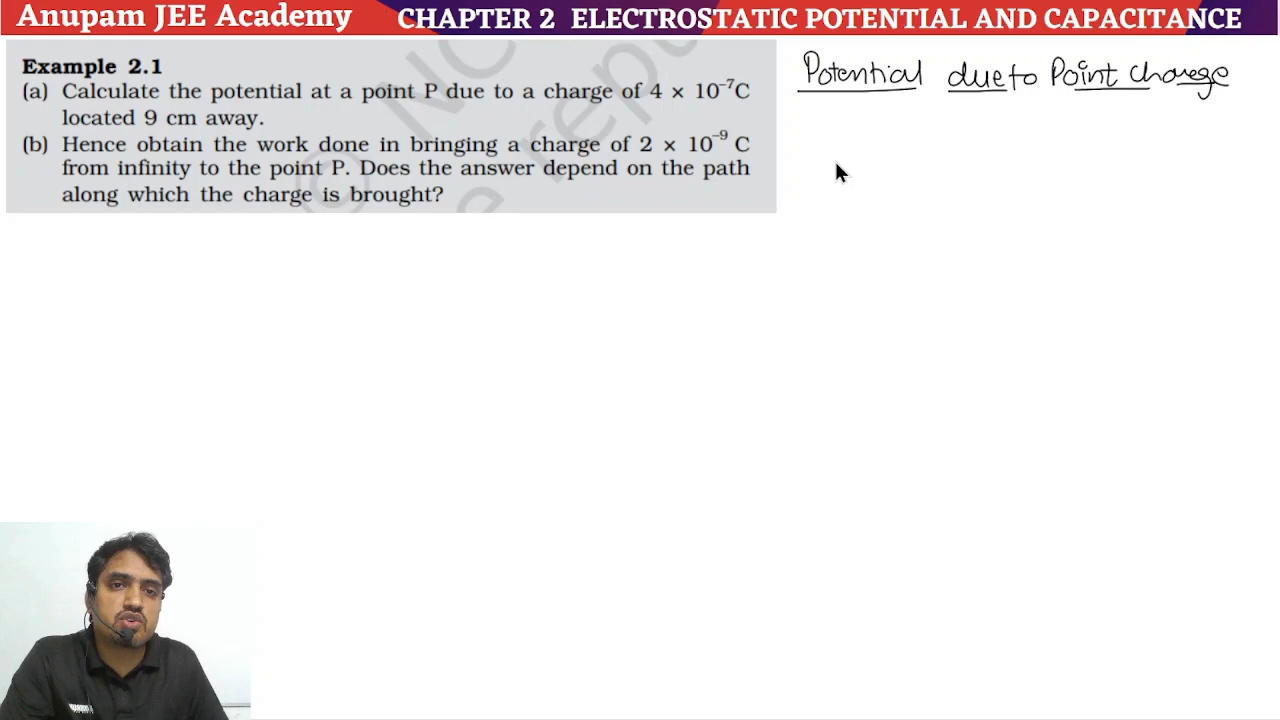 Anupam JEE Academy CHAPTER 2 ELECTROSTATIC POTENTIAL AND CAPACITANCE
Example 2.1
(a) Calculate the potential at a point P due to a charge of 4 × 10⁻⁷C
located 9 cm away.
(b) Hence obtain the work done in bringing a charge of 2 × 10⁻⁹ C
from infinity to the point P. Does the answer depend on the path
along which the charge is brought?
Potential due to Point charge